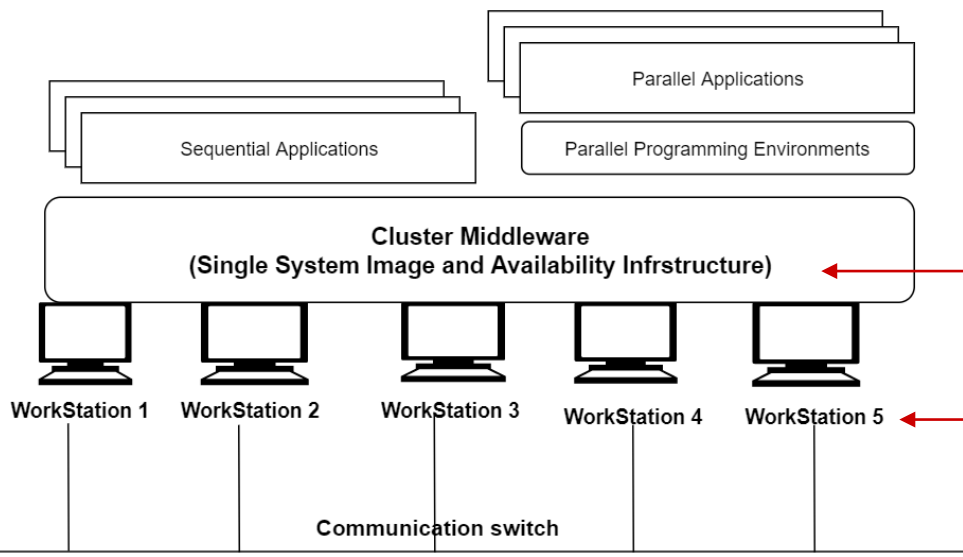 Parallel Applications
Sequential Applications
Parallel Programming Environments
Cluster Middleware
(Single System Image and Availability Infrstructure)
WorkStation 1
WorkStation 2
WorkStation 3
WorkStation 4
WorkStation 5
Communication switch